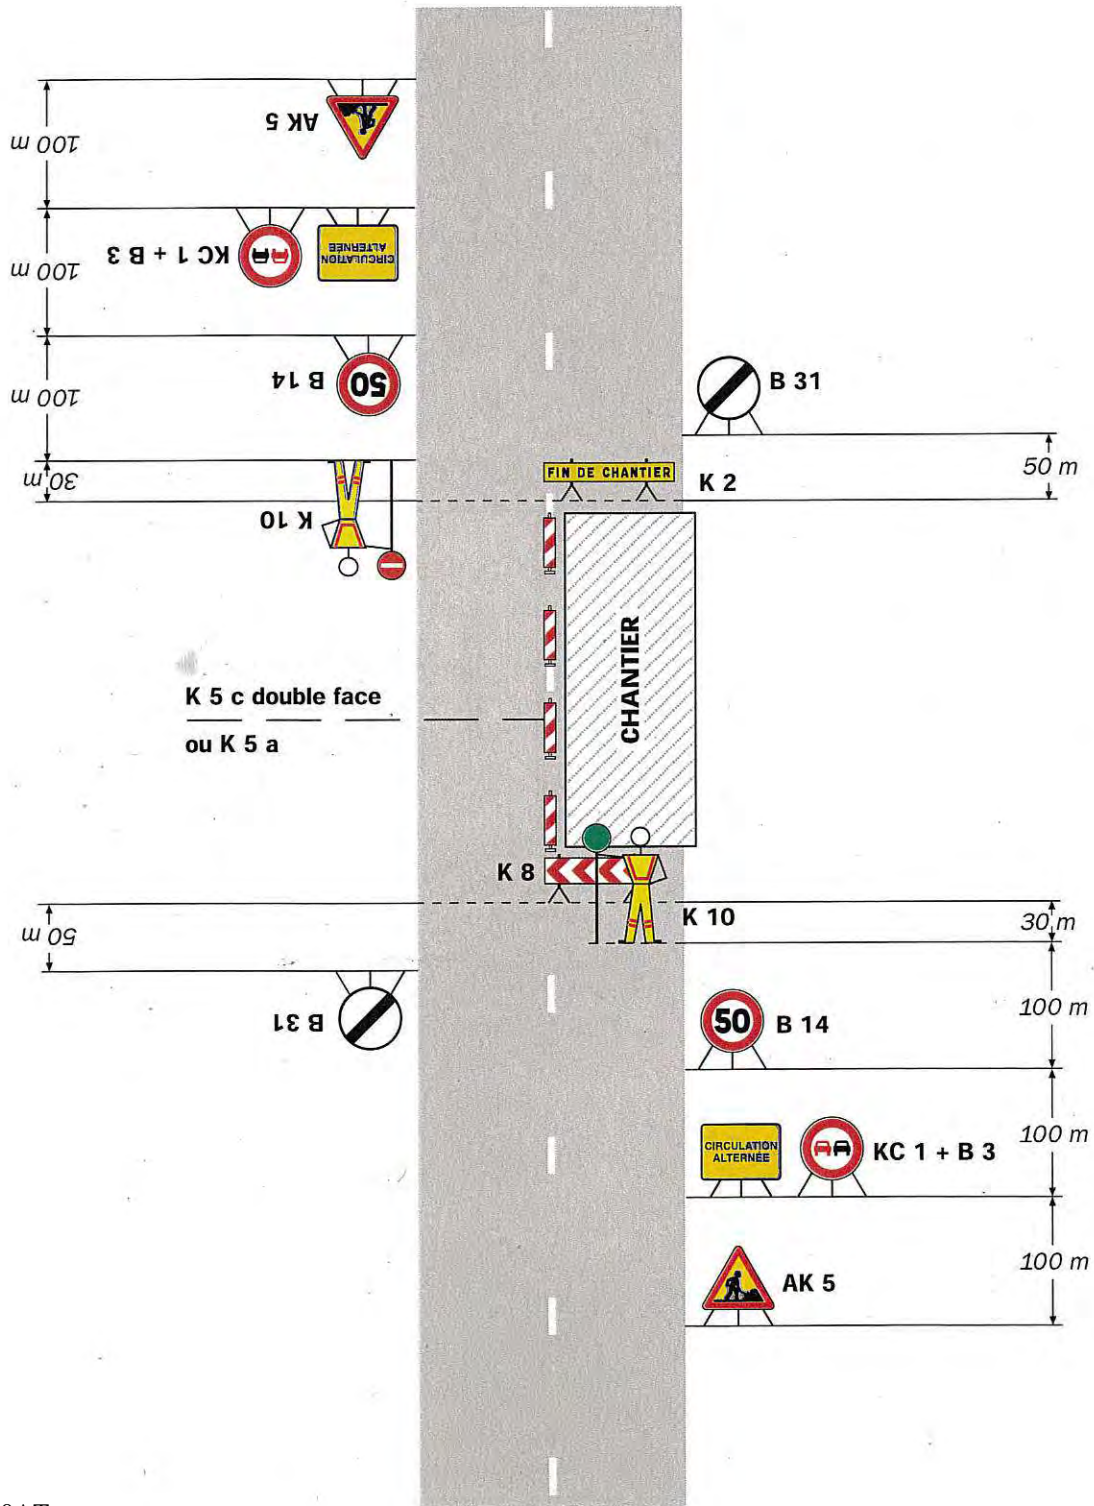 AK 5
100 m
KC 1 + B 3
CIRCULATION
ALTERNÉE
100 m
B 14
50
100 m
B 31
50 m
30 m
K 10
FIN DE CHANTIER
K 2
CHANTIER
K 5 c double face
ou K 5 a
K 8
K 10
30 m
50 m
B 31
50
B 14
100 m
CIRCULATION
ALTERNÉE
KC 1 + B 3
100 m
AK 5
100 m